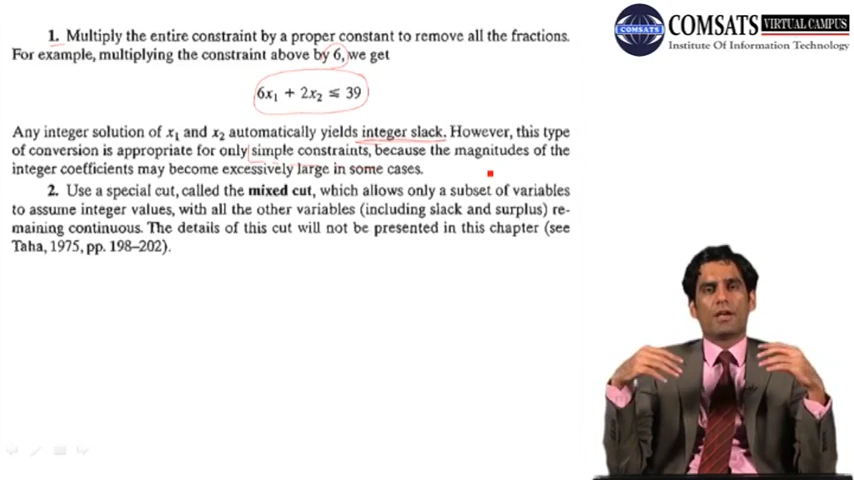 1. Multiply the entire constraint by a proper constant to remove all the fractions.
For example, multiplying the constraint above by 6, we get
6x₁ + 2x₂ ≤ 39
Any integer solution of x₁ and x₂ automatically yields integer slack. However, this type
of conversion is appropriate for only simple constraints, because the magnitudes of the
integer coefficients may become excessively large in some cases.
2. Use a special cut, called the mixed cut, which allows only a subset of variables
to assume integer values, with all the other variables (including slack and surplus) re-
maining continuous. The details of this cut will not be presented in this chapter (see
Taha, 1975, pp. 198–202).
COMSATS
COMSATS VIRTUAL CAMPUS
Institute Of Information Technology